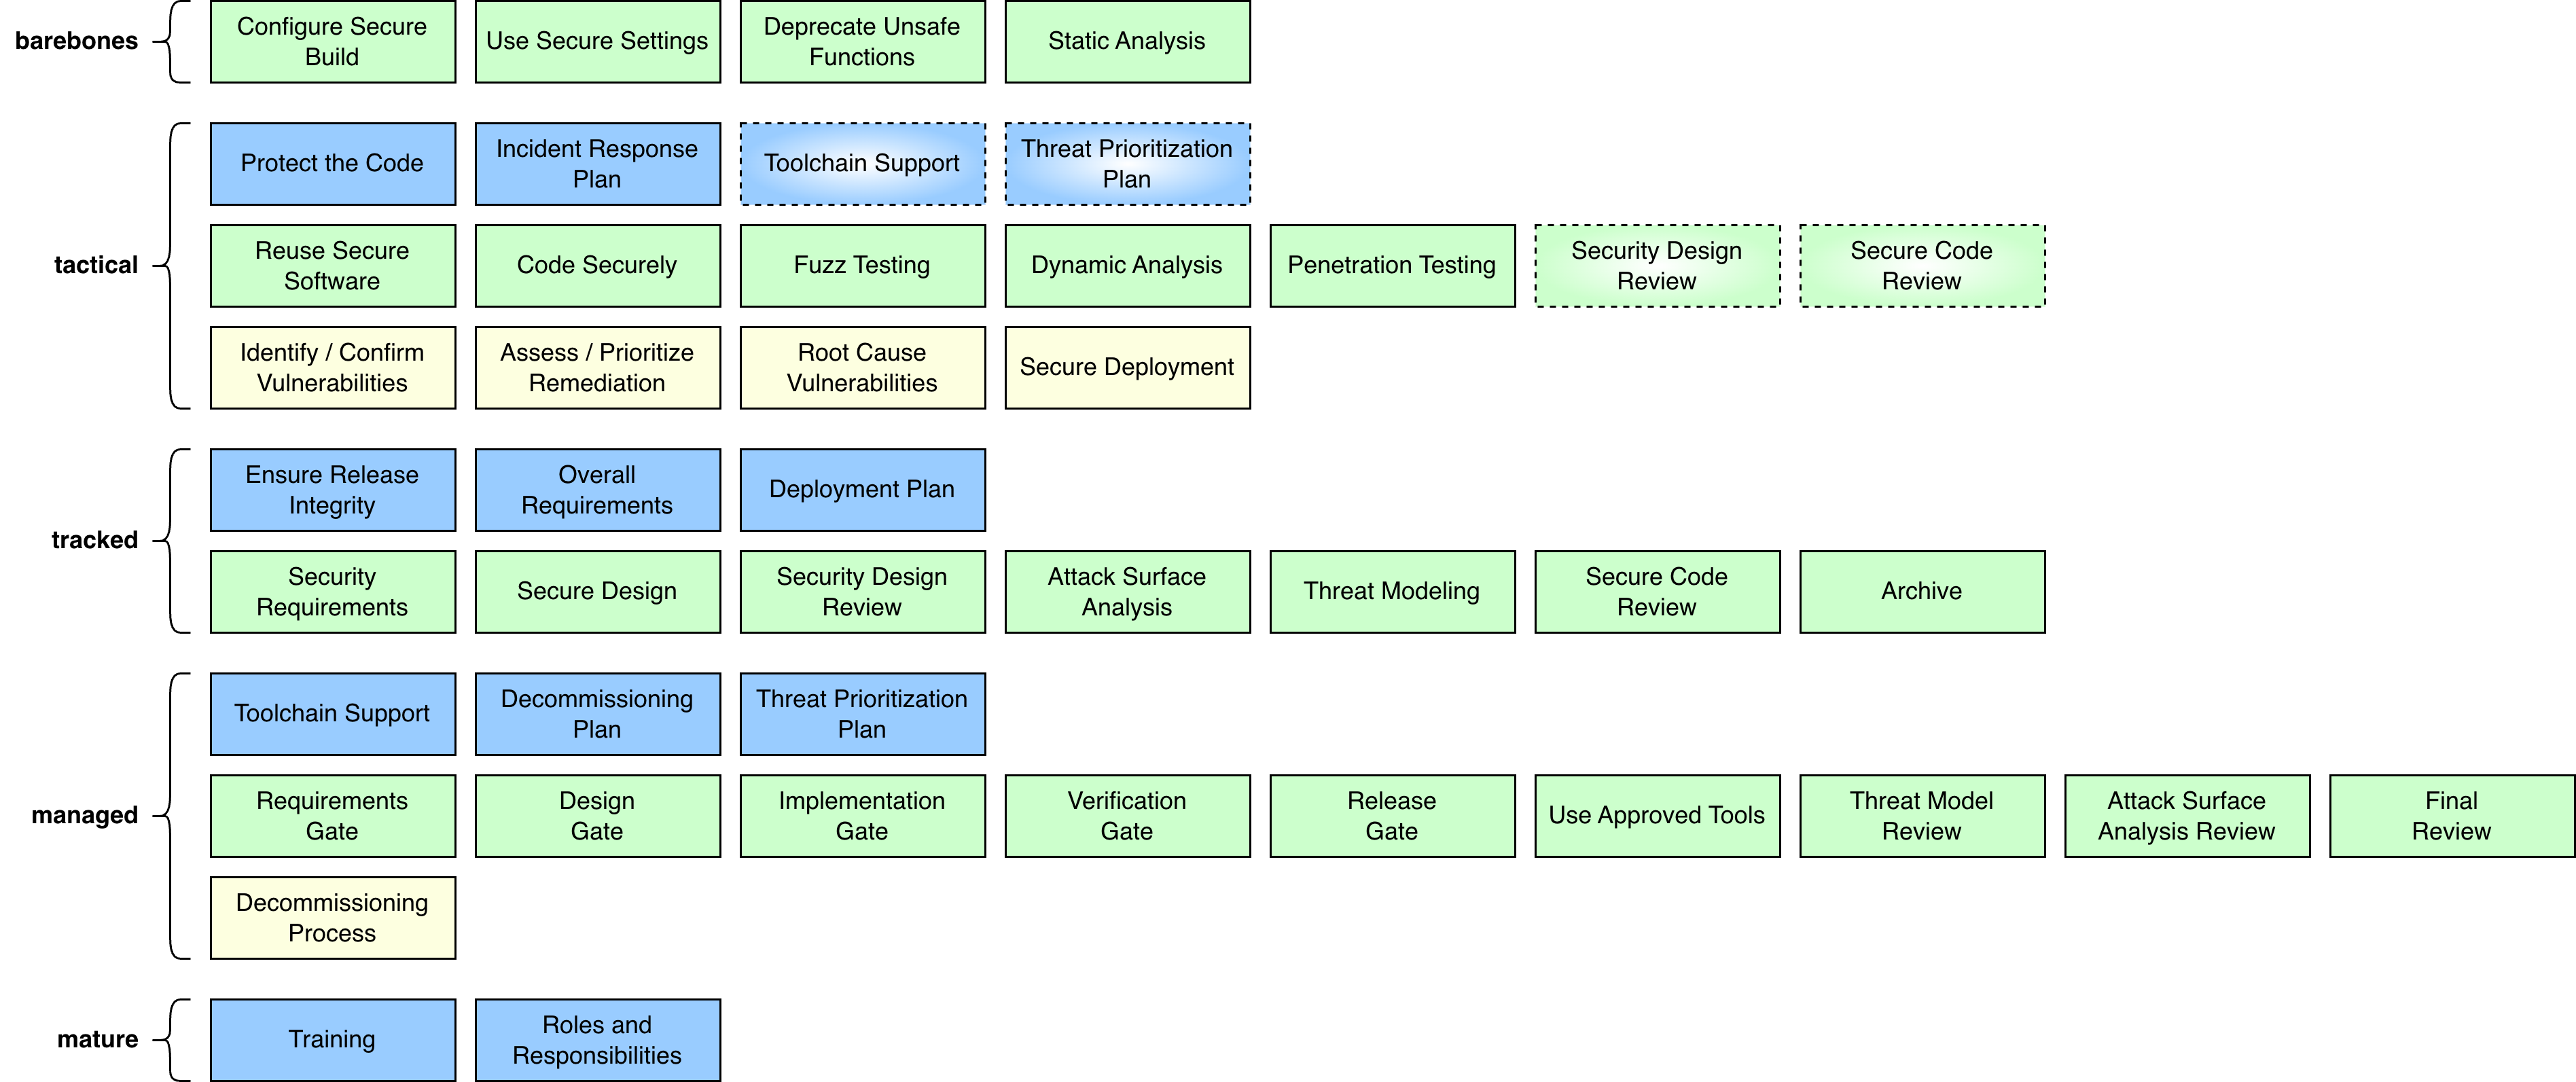 barebones
Configure Secure
Build
Use Secure Settings
Deprecate Unsafe
Functions
Static Analysis
tactical
Protect the Code
Incident Response
Plan
Toolchain Support
Threat Prioritization
Plan
Reuse Secure
Software
Code Securely
Fuzz Testing
Dynamic Analysis
Penetration Testing
Security Design
Review
Secure Code
Review
Identify / Confirm
Vulnerabilities
Assess / Prioritize
Remediation
Root Cause
Vulnerabilities
Secure Deployment
tracked
Ensure Release
Integrity
Overall
Requirements
Deployment Plan
Security
Requirements
Secure Design
Security Design
Review
Attack Surface
Analysis
Threat Modeling
Secure Code
Review
Archive
managed
Toolchain Support
Decommissioning
Plan
Threat Prioritization
Plan
Requirements
Gate
Design
Gate
Implementation
Gate
Verification
Gate
Release
Gate
Use Approved Tools
Threat Model
Review
Attack Surface
Analysis Review
Final
Review
Decommissioning
Process
mature
Training
Roles and
Responsibilities